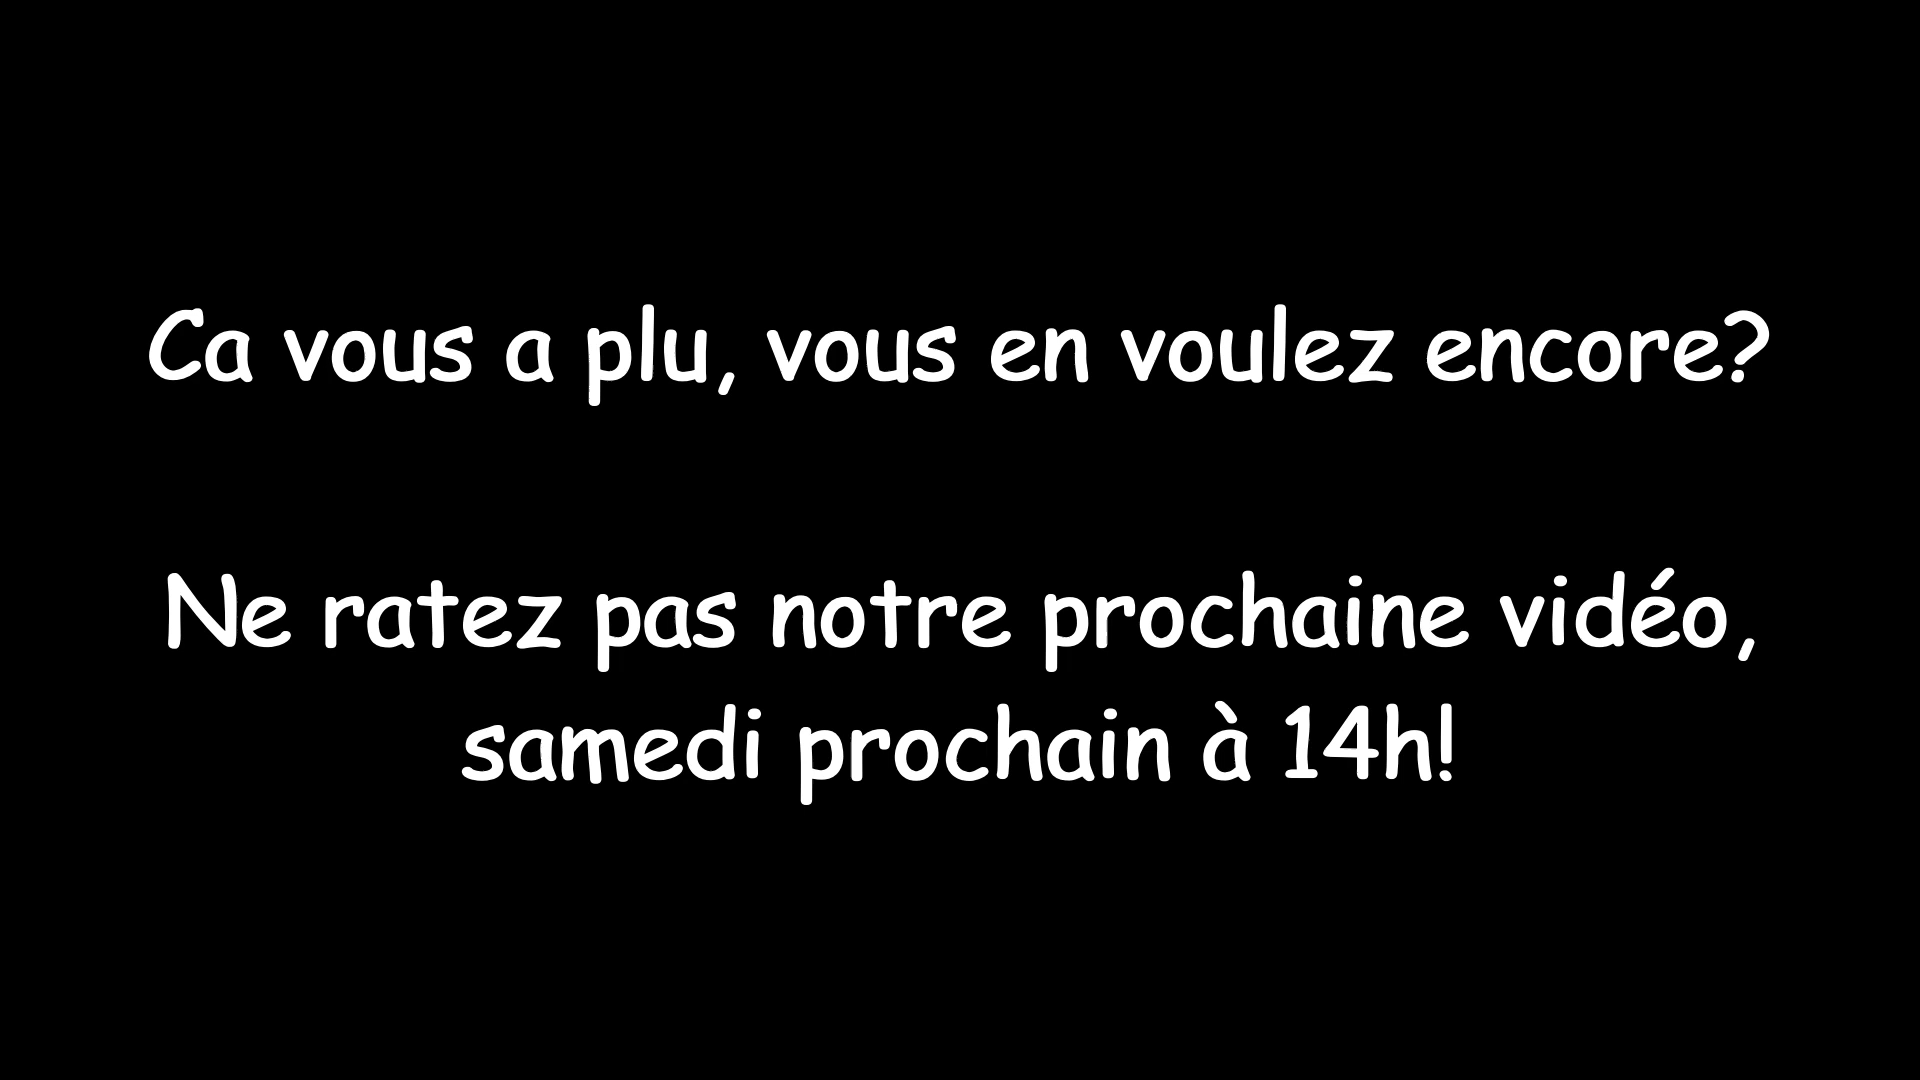 Ca vous a plu, vous en voulez encore?
Ne ratez pas notre prochaine vidéo,
samedi prochain à 14h!